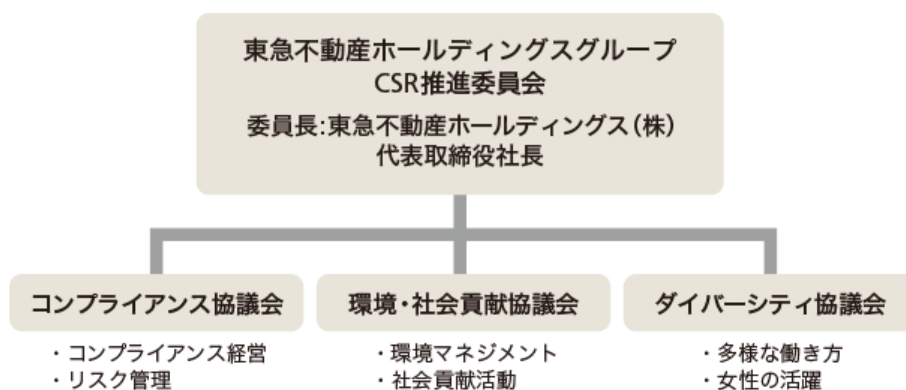 東急不動産ホールディングスグループ
CSR推進委員会
委員長:東急不動産ホールディングス(株)
代表取締役社長
コンプライアンス協議会
環境・社会貢献協議会
ダイバーシティ協議会
・コンプライアンス経営
・リスク管理
・環境マネジメント
・社会貢献活動
・多様な働き方
・女性の活躍